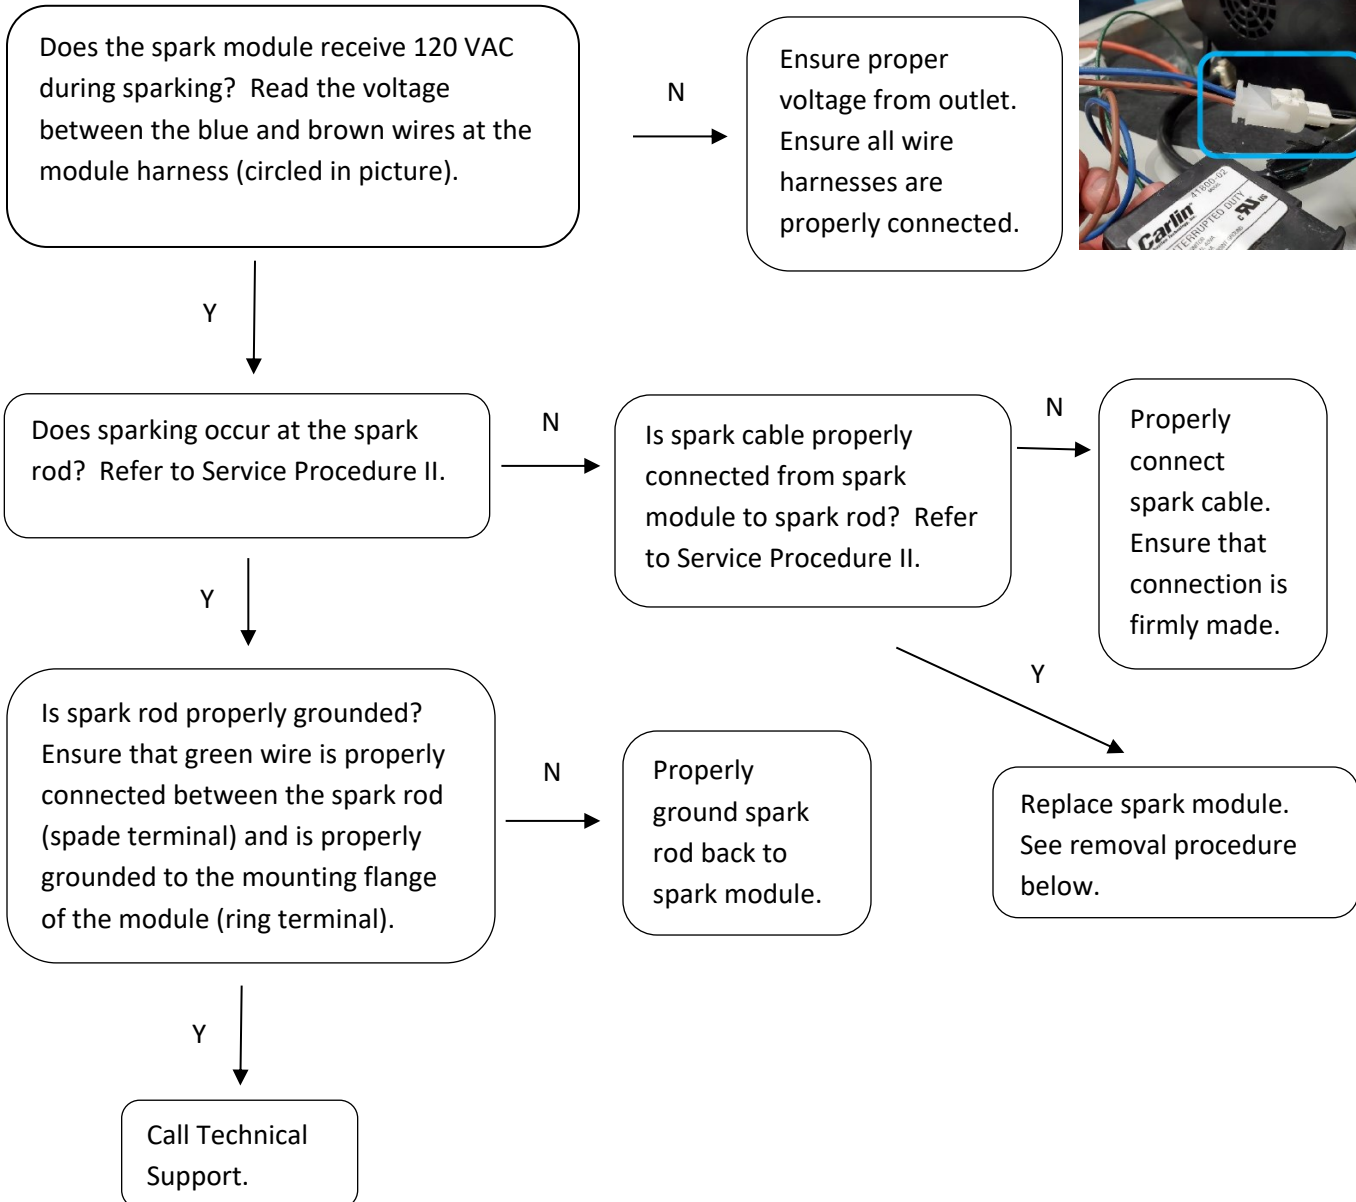 Does the spark module receive 120 VAC
during sparking?  Read the voltage
between the blue and brown wires at the
module harness (circled in picture).
N
Ensure proper
voltage from outlet.
Ensure all wire
harnesses are
properly connected.
41800-02
Carlin
TERRUPTED DUTY
Y
Does sparking occur at the spark
rod?  Refer to Service Procedure II.
N
Is spark cable properly
connected from spark
module to spark rod?  Refer
to Service Procedure II.
N
Properly
connect
spark cable.
Ensure that
connection is
firmly made.
Y
Y
Is spark rod properly grounded?
Ensure that green wire is properly
connected between the spark rod
(spade terminal) and is properly
grounded to the mounting flange
of the module (ring terminal).
N
Properly
ground spark
rod back to
spark module.
Replace spark module.
See removal procedure
below.
Y
Call Technical
Support.